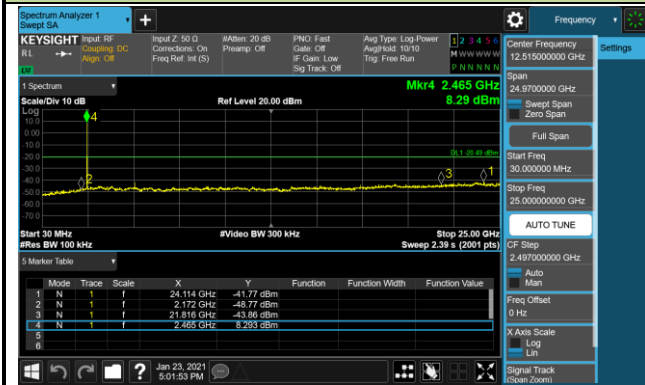 Spectrum Analyzer 1
Swept SA
Frequency
KEYSIGHT
RL
Input: RF
Coupling: DC
Align: Off
Input Z: 50 Ω
Corrections: On
Freq Ref: Int (S)
#Atten: 20 dB
Preamp: Off
PNO: Fast
Gate: Off
IF Gain: Low
Sig Track: Off
Avg Type: Log-Power
Avg|Hold: 10/10
Trig: Free Run
1 2 3 4 5 6
M W W W W W
P N N N N N
LXI
1 Spectrum
Mkr4 2.465 GHz
Scale/Div 10 dB
Ref Level 20.00 dBm
8.29 dBm
Log
10.0
0.00
-10.0
-20.0
-30.0
-40.0
-50.0
-60.0
-70.0
4
2
3
1
DL1 -20.49 dBm
Start 30 MHz
#Video BW 300 kHz
Stop 25.00 GHz
#Res BW 100 kHz
Sweep 2.39 s (2001 pts)
5 Marker Table
Mode Trace Scale X Y Function Function Width Function Value
1 N 1 f 24.114 GHz -41.77 dBm
2 N 1 f 2.172 GHz -48.77 dBm
3 N 1 f 21.816 GHz -43.86 dBm
4 N 1 f 2.465 GHz 8.293 dBm
5
6
?
Jan 23, 2021
5:01:53 PM
Center Frequency
12.515000000 GHz
Settings
Span
24.9700000 GHz
Swept Span
Zero Span
Full Span
Start Freq
30.000000 MHz
Stop Freq
25.000000000 GHz
AUTO TUNE
CF Step
2.497000000 GHz
Auto
Man
Freq Offset
0 Hz
X Axis Scale
Log
Lin
Signal Track
(Span Zoom)